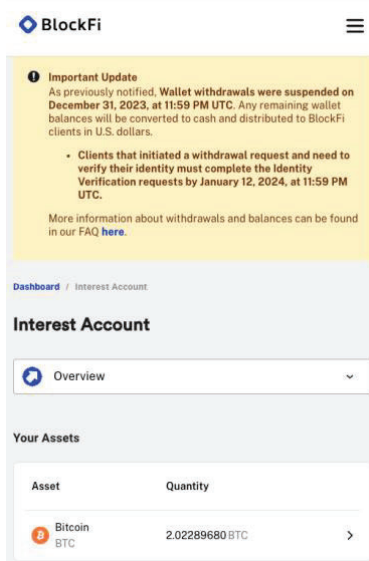 BlockFi
Important Update
As previously notified, Wallet withdrawals were suspended on
December 31, 2023, at 11:59 PM UTC. Any remaining wallet
balances will be converted to cash and distributed to BlockFi
clients in U.S. dollars.
• Clients that initiated a withdrawal request and need to
verify their identity must complete the Identity
Verification requests by January 12, 2024, at 11:59 PM
UTC.
More information about withdrawals and balances can be found
in our FAQ here.
Dashboard / Interest Account
Interest Account
Overview
Your Assets
Asset Quantity
Bitcoin
BTC 2.02289680 BTC